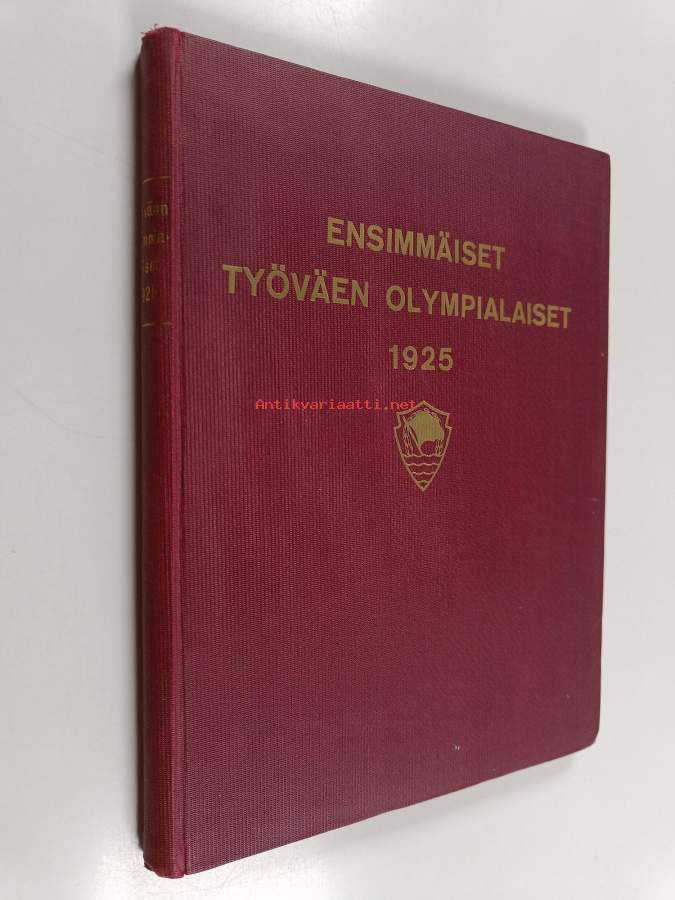 ENSIMMÄISET
TYÖVÄEN OLYMPIALAISET
1925
Antikvariaatti.net